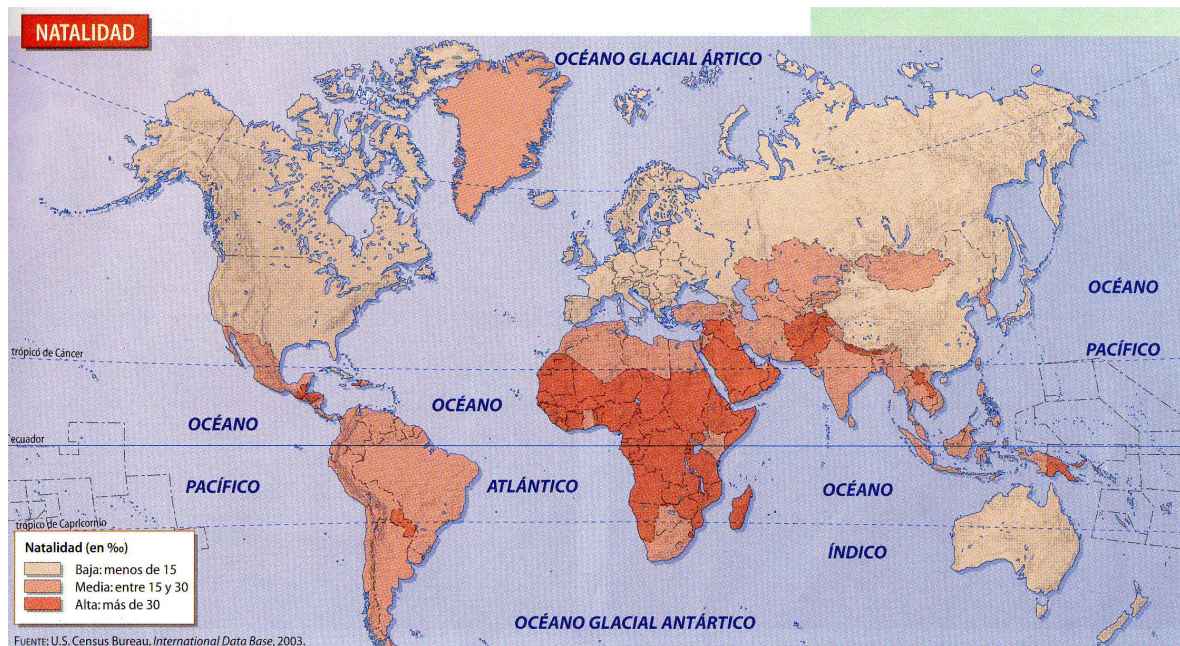 NATALIDAD
OCÉANO GLACIAL ÁRTICO
OCÉANO
PACÍFICO
trópico de Cáncer
OCÉANO
OCÉANO
ecuador
PACÍFICO
ATLÁNTICO
OCÉANO
trópico de Capricornio
ÍNDICO
Natalidad (en ‰)
Baja: menos de 15
Media: entre 15 y 30
Alta: más de 30
OCÉANO GLACIAL ANTÁRTICO
FUENTE: U.S. Census Bureau, International Data Base, 2003.